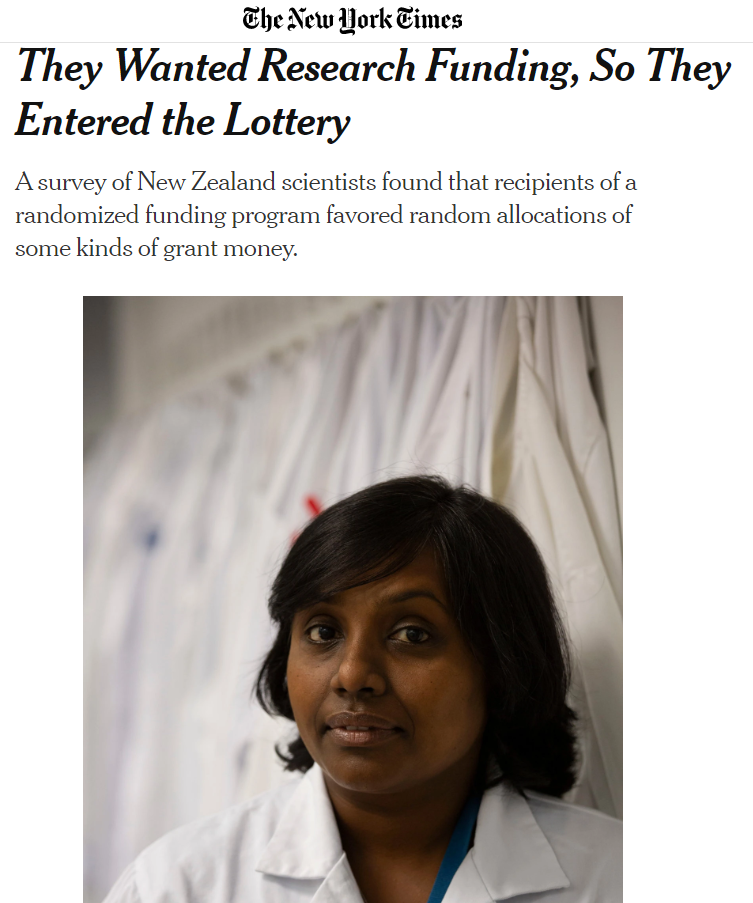 The New York Times
They Wanted Research Funding, So They
Entered the Lottery
A survey of New Zealand scientists found that recipients of a
randomized funding program favored random allocations of
some kinds of grant money.